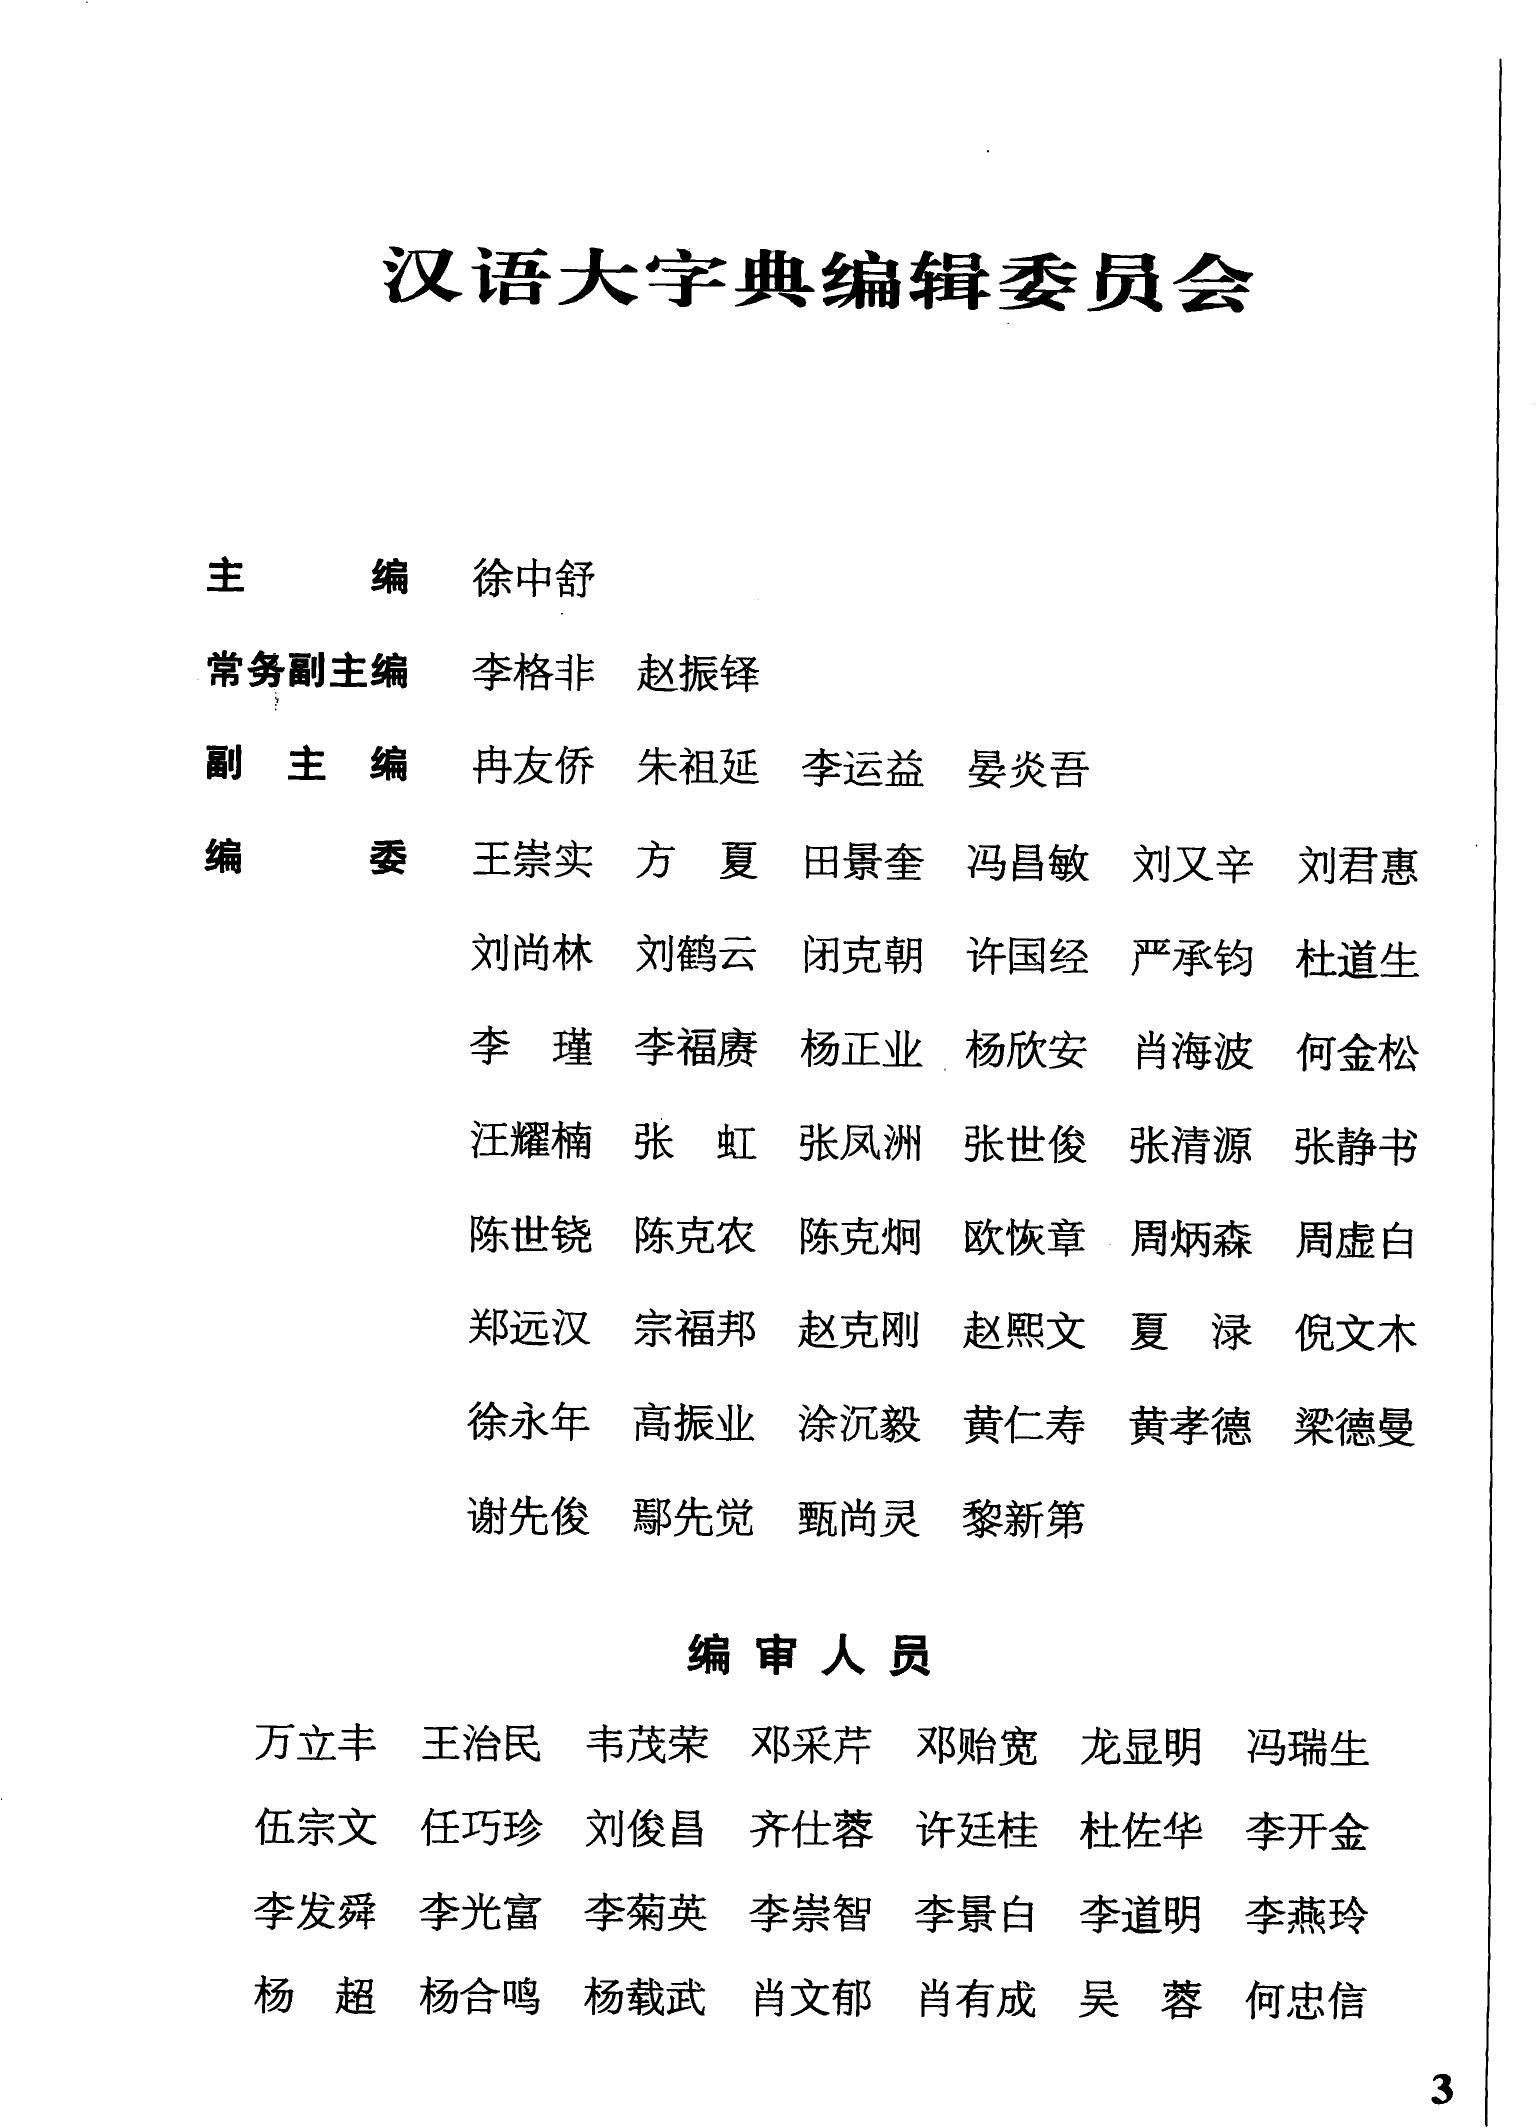 汉语大字典编辑委员会
主　　　编　徐中舒
常务副主编　李格非　赵振铎
副　主　编　冉友侨　朱祖延　李运益　晏炎吾
编　　　委　王崇实　方　夏　田景奎　冯昌敏　刘又辛　刘君惠
刘尚林　刘鹤云　闭克朝　许国经　严承钧　杜道生
李　瑾　李福赓　杨正业　杨欣安　肖海波　何金松
汪耀楠　张　虹　张凤洲　张世俊　张清源　张静书
陈世铙　陈克农　陈克炯　欧恢章　周炳森　周虚白
郑远汉　宗福邦　赵克刚　赵熙文　夏　渌　倪文木
徐永年　高振业　涂沉毅　黄仁寿　黄孝德　梁德曼
谢先俊　鄢先觉　甄尚灵　黎新第
编审人员
万立丰　王治民　韦茂荣　邓采芹　邓贻宽　龙显明　冯瑞生
伍宗文　任巧珍　刘俊昌　齐仕蓉　许廷桂　杜佐华　李开金
李发舜　李光富　李菊英　李崇智　李景白　李道明　李燕玲
杨　超　杨合鸣　杨载武　肖文郁　肖有成　吴　蓉　何忠信
3